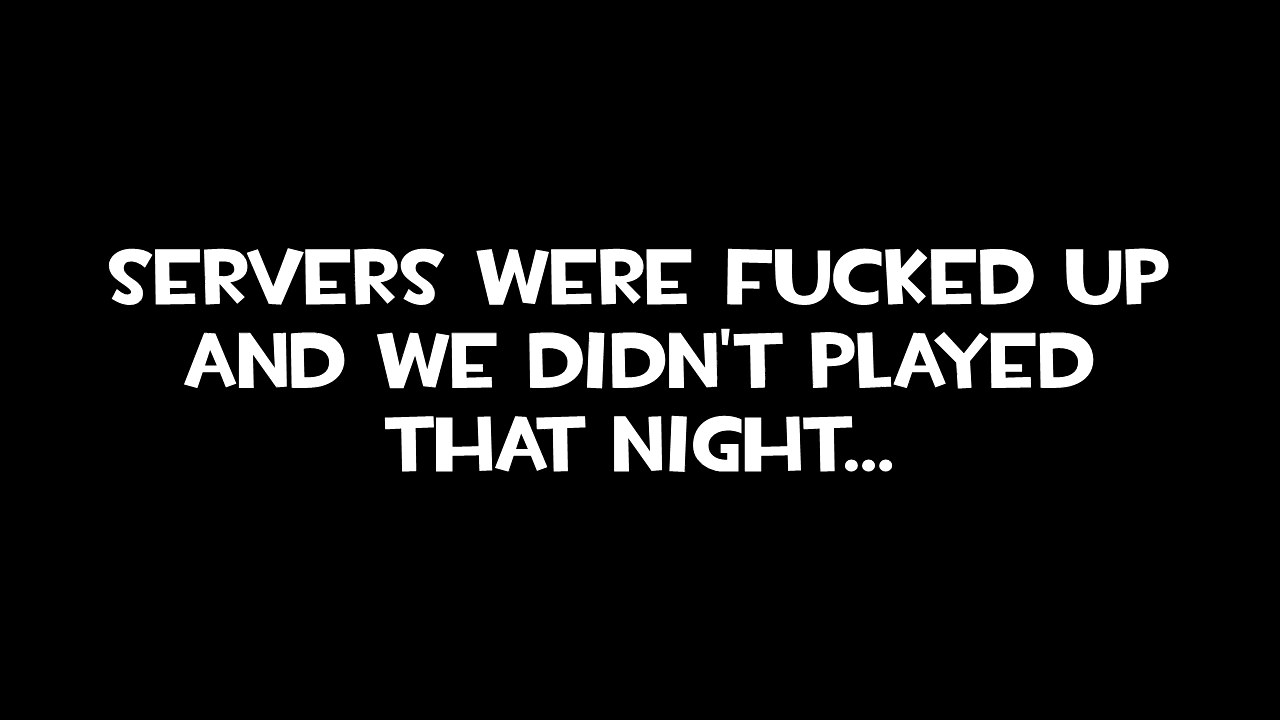 SERVERS WERE FUCKED UP
AND WE DIDN'T PLAYED
THAT NIGHT...